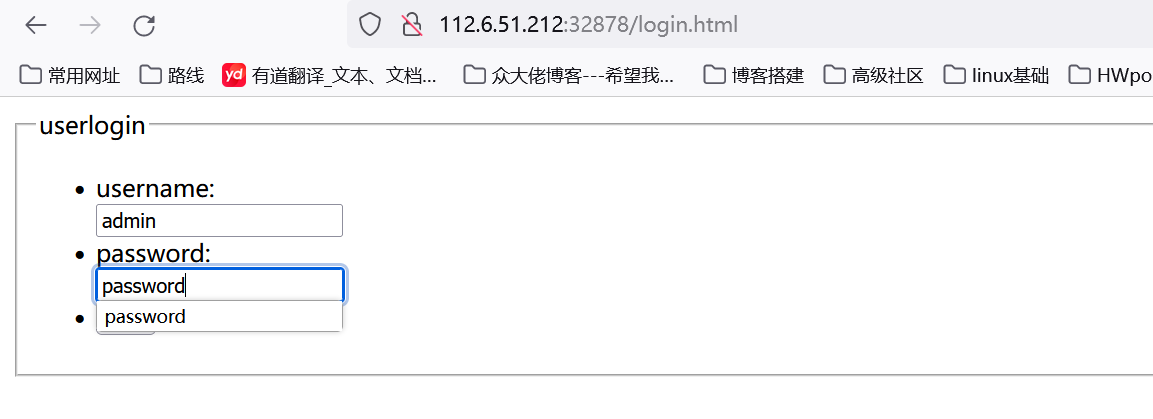 112.6.51.212:32878/login.html
常用网址 路线 yd 有道翻译_文本、文档... 众大佬博客---希望我... 博客搭建 高级社区 linux基础 HWpo
userlogin
username:
admin
password:
password
password